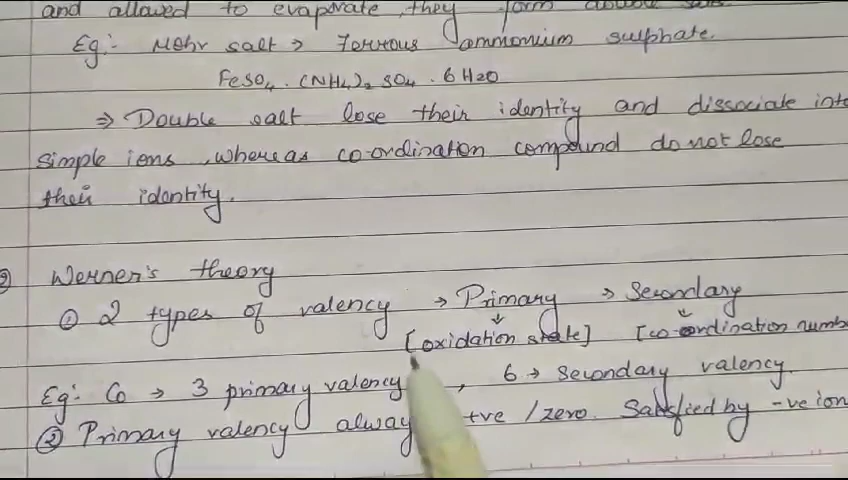 and allowed to evaporate they form double salt
Eg:- Mohr salt → Ferrous ammonium sulphate.
FeSO4 . (NH4)2 SO4 . 6H2O
⇒ Double salt lose their identity and dissociate into
simple ions, whereas co-ordination compound do not lose
their identity.
Werner's theory
① 2 types of valency → Primary → Secondary
[oxidation state] [co-ordination numb
Eg:- Co → 3 primary valency, 6 → secondary valency.
② Primary valency alway +ve /zero. Satisfied by -ve ion